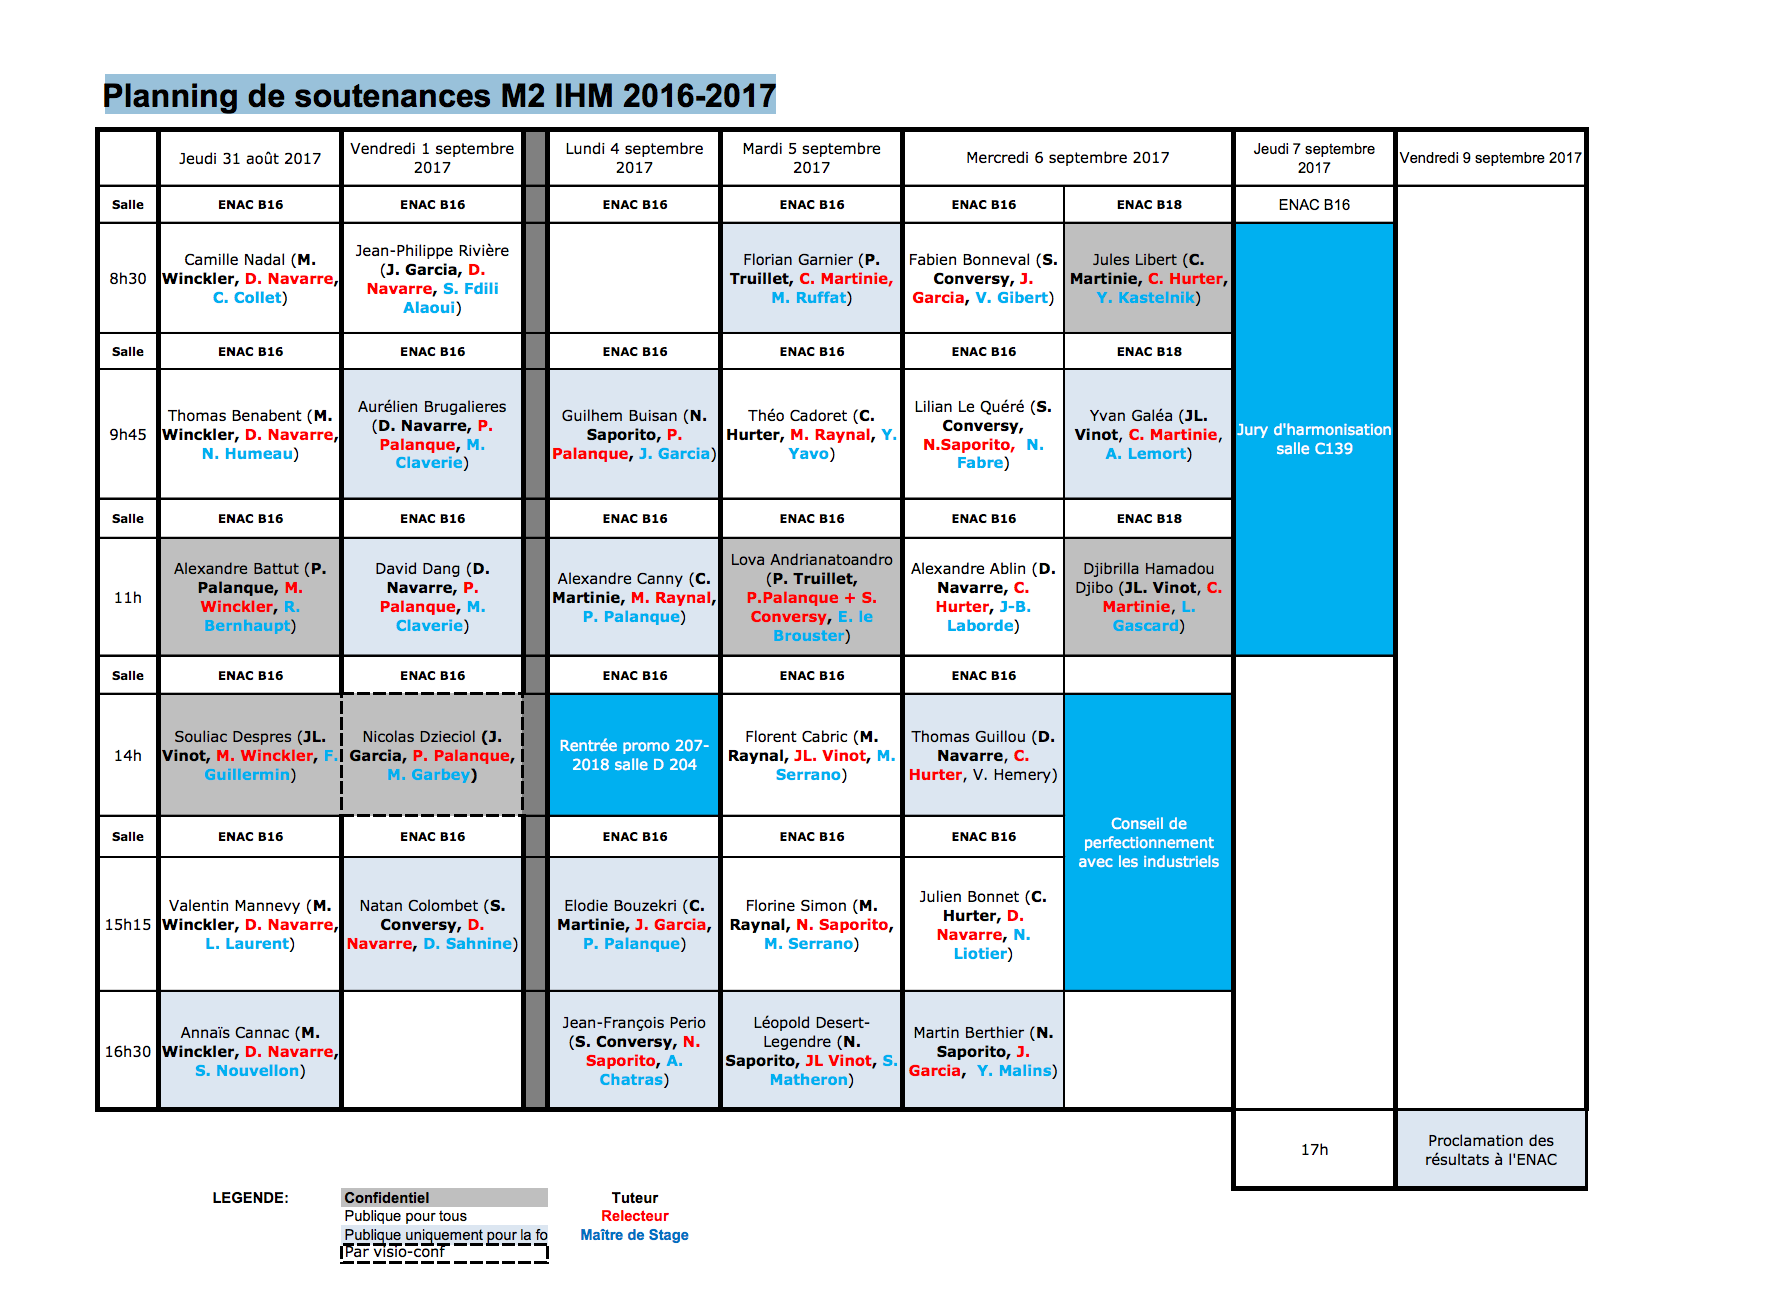 Planning de soutenances M2 IHM 2016-2017
Jeudi 31 août 2017
Vendredi 1 septembre
2017
Lundi 4 septembre
2017
Mardi 5 septembre
2017
Mercredi 6 septembre 2017
Jeudi 7 septembre
2017
Vendredi 9 septembre 2017
Salle
ENAC B16
ENAC B16
ENAC B16
ENAC B16
ENAC B16
ENAC B18
ENAC B16
8h30
Camille Nadal (M.
Winckler, D. Navarre,
C. Collet)
Jean-Philippe Rivière
(J. Garcia, D.
Navarre, S. Fdili
Alaoui)
Florian Garnier (P.
Truillet, C. Martinie,
M. Ruffat)
Fabien Bonneval (S.
Conversy, J.
Garcia, V. Gibert)
Jules Libert (C.
Martinie, C. Hurter,
Y. Kastelnik)
Jury d'harmonisation
salle C139
Salle
ENAC B16
ENAC B16
ENAC B16
ENAC B16
ENAC B16
ENAC B18
9h45
Thomas Benabent (M.
Winckler, D. Navarre,
N. Humeau)
Aurélien Brugalieres
(D. Navarre, P.
Palanque, M.
Claverie)
Guilhem Buisan (N.
Saporito, P.
Palanque, J. Garcia)
Théo Cadoret (C.
Hurter, M. Raynal, Y.
Yavo)
Lilian Le Quéré (S.
Conversy,
N.Saporito,  N.
Fabre)
Yvan Galéa (JL.
Vinot, C. Martinie,
A. Lemort)
Salle
ENAC B16
ENAC B16
ENAC B16
ENAC B16
ENAC B16
ENAC B18
11h
Alexandre Battut (P.
Palanque, M.
Winckler, R.
Bernhaupt)
David Dang (D.
Navarre, P.
Palanque, M.
Claverie)
Alexandre Canny (C.
Martinie, M. Raynal,
P. Palanque)
Lova Andrianatoandro
(P. Truillet,
P.Palanque + S.
Conversy, E. le
Brouster)
Alexandre Ablin (D.
Navarre, C.
Hurter, J-B.
Laborde)
Djibrilla Hamadou
Djibo (JL. Vinot, C.
Martinie, L.
Gascard)
Salle
ENAC B16
ENAC B16
ENAC B16
ENAC B16
ENAC B16
14h
Souliac Despres (JL.
Vinot, M. Winckler, F.
Guillermin)
Nicolas Dzieciol (J.
Garcia, P. Palanque,
M. Garbey)
Rentrée promo 207-
2018 salle D 204
Florent Cabric (M.
Raynal, JL. Vinot, M.
Serrano)
Thomas Guillou (D.
Navarre, C.
Hurter, V. Hemery)
Conseil de
perfectionnement
avec les industriels
Salle
ENAC B16
ENAC B16
ENAC B16
ENAC B16
ENAC B16
15h15
Valentin Mannevy (M.
Winckler, D. Navarre,
L. Laurent)
Natan Colombet (S.
Conversy, D.
Navarre, D. Sahnine)
Elodie Bouzekri (C.
Martinie, J. Garcia,
P. Palanque)
Florine Simon (M.
Raynal, N. Saporito,
M. Serrano)
Julien Bonnet (C.
Hurter, D.
Navarre, N.
Liotier)
16h30
Annaïs Cannac (M.
Winckler, D. Navarre,
S. Nouvellon)
Jean-François Perio
(S. Conversy, N.
Saporito, A.
Chatras)
Léopold Desert-
Legendre (N.
Saporito, JL Vinot, S.
Matheron)
Martin Berthier (N.
Saporito, J.
Garcia,  Y. Malins)
17h
Proclamation des
résultats à l'ENAC
LEGENDE:
Confidentiel
Tuteur
Publique pour tous
Relecteur
Publique uniquement pour la fo
Maître de Stage
Par visio-conf